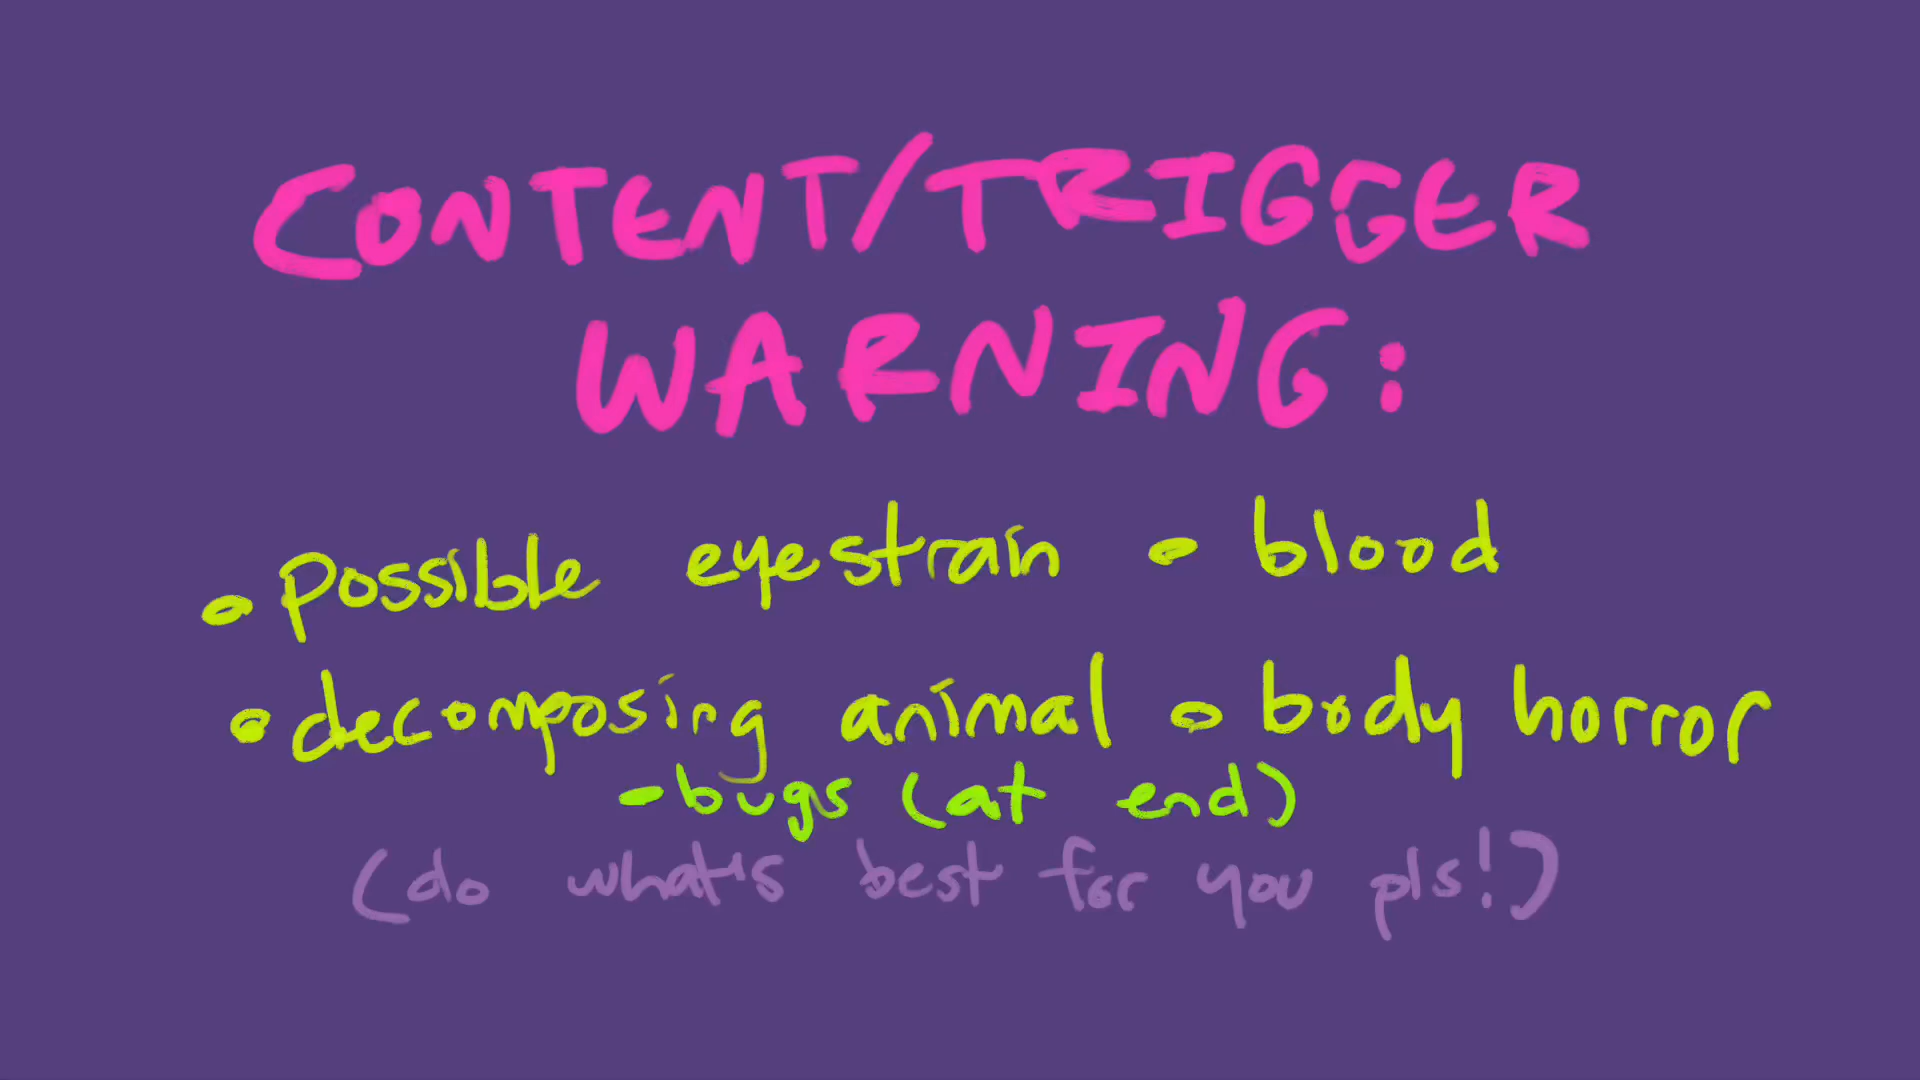 CONTENT/TRIGGER
WARNING:
• possible eyestrain • blood
• decomposing animal • body horror
- bugs (at end)
(do what's best for you pls!)